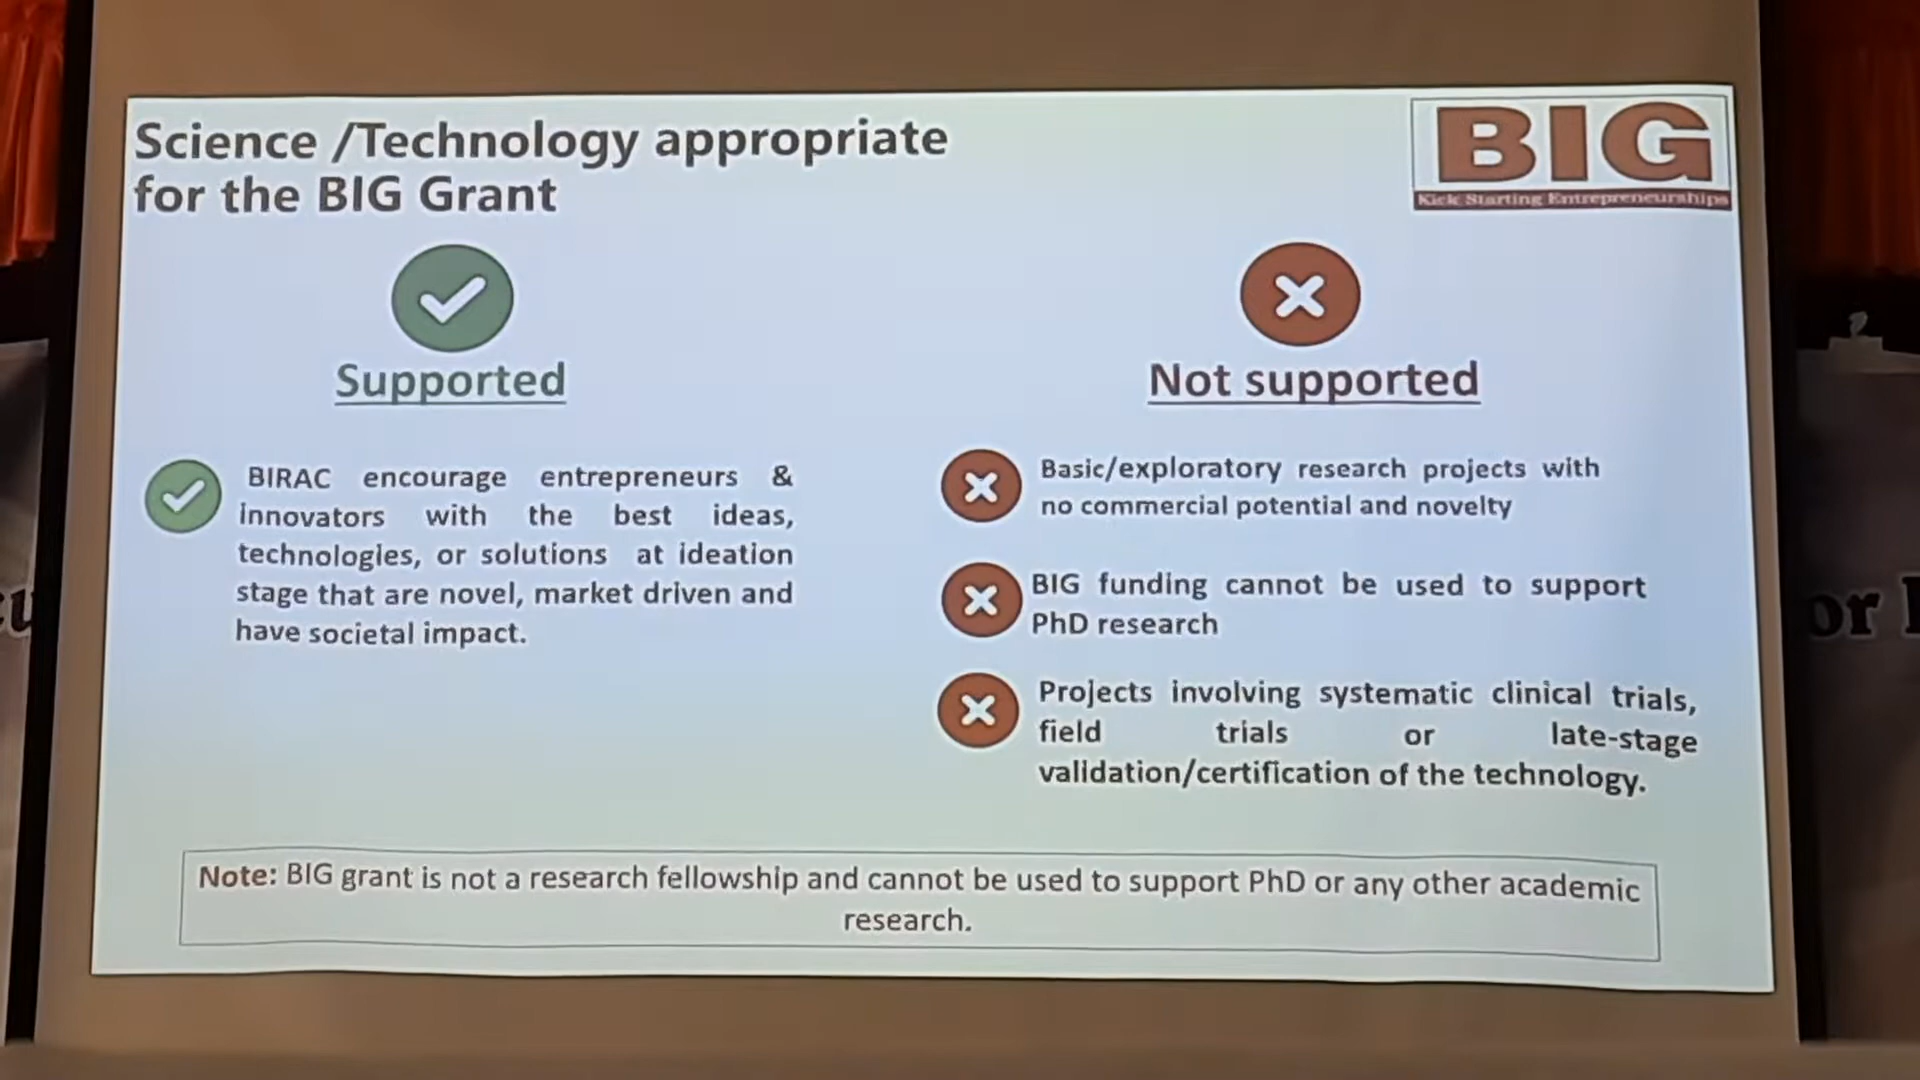 Science /Technology appropriate
for the BIG Grant
BIG
Kick Starting Entrepreneurships
Supported
Not supported
BIRAC encourage entrepreneurs &
innovators with the best ideas,
technologies, or solutions at ideation
stage that are novel, market driven and
have societal impact.
Basic/exploratory research projects with
no commercial potential and novelty
BIG funding cannot be used to support
PhD research
Projects involving systematic clinical trials,
field trials or late-stage
validation/certification of the technology.
Note: BIG grant is not a research fellowship and cannot be used to support PhD or any other academic
research.
or